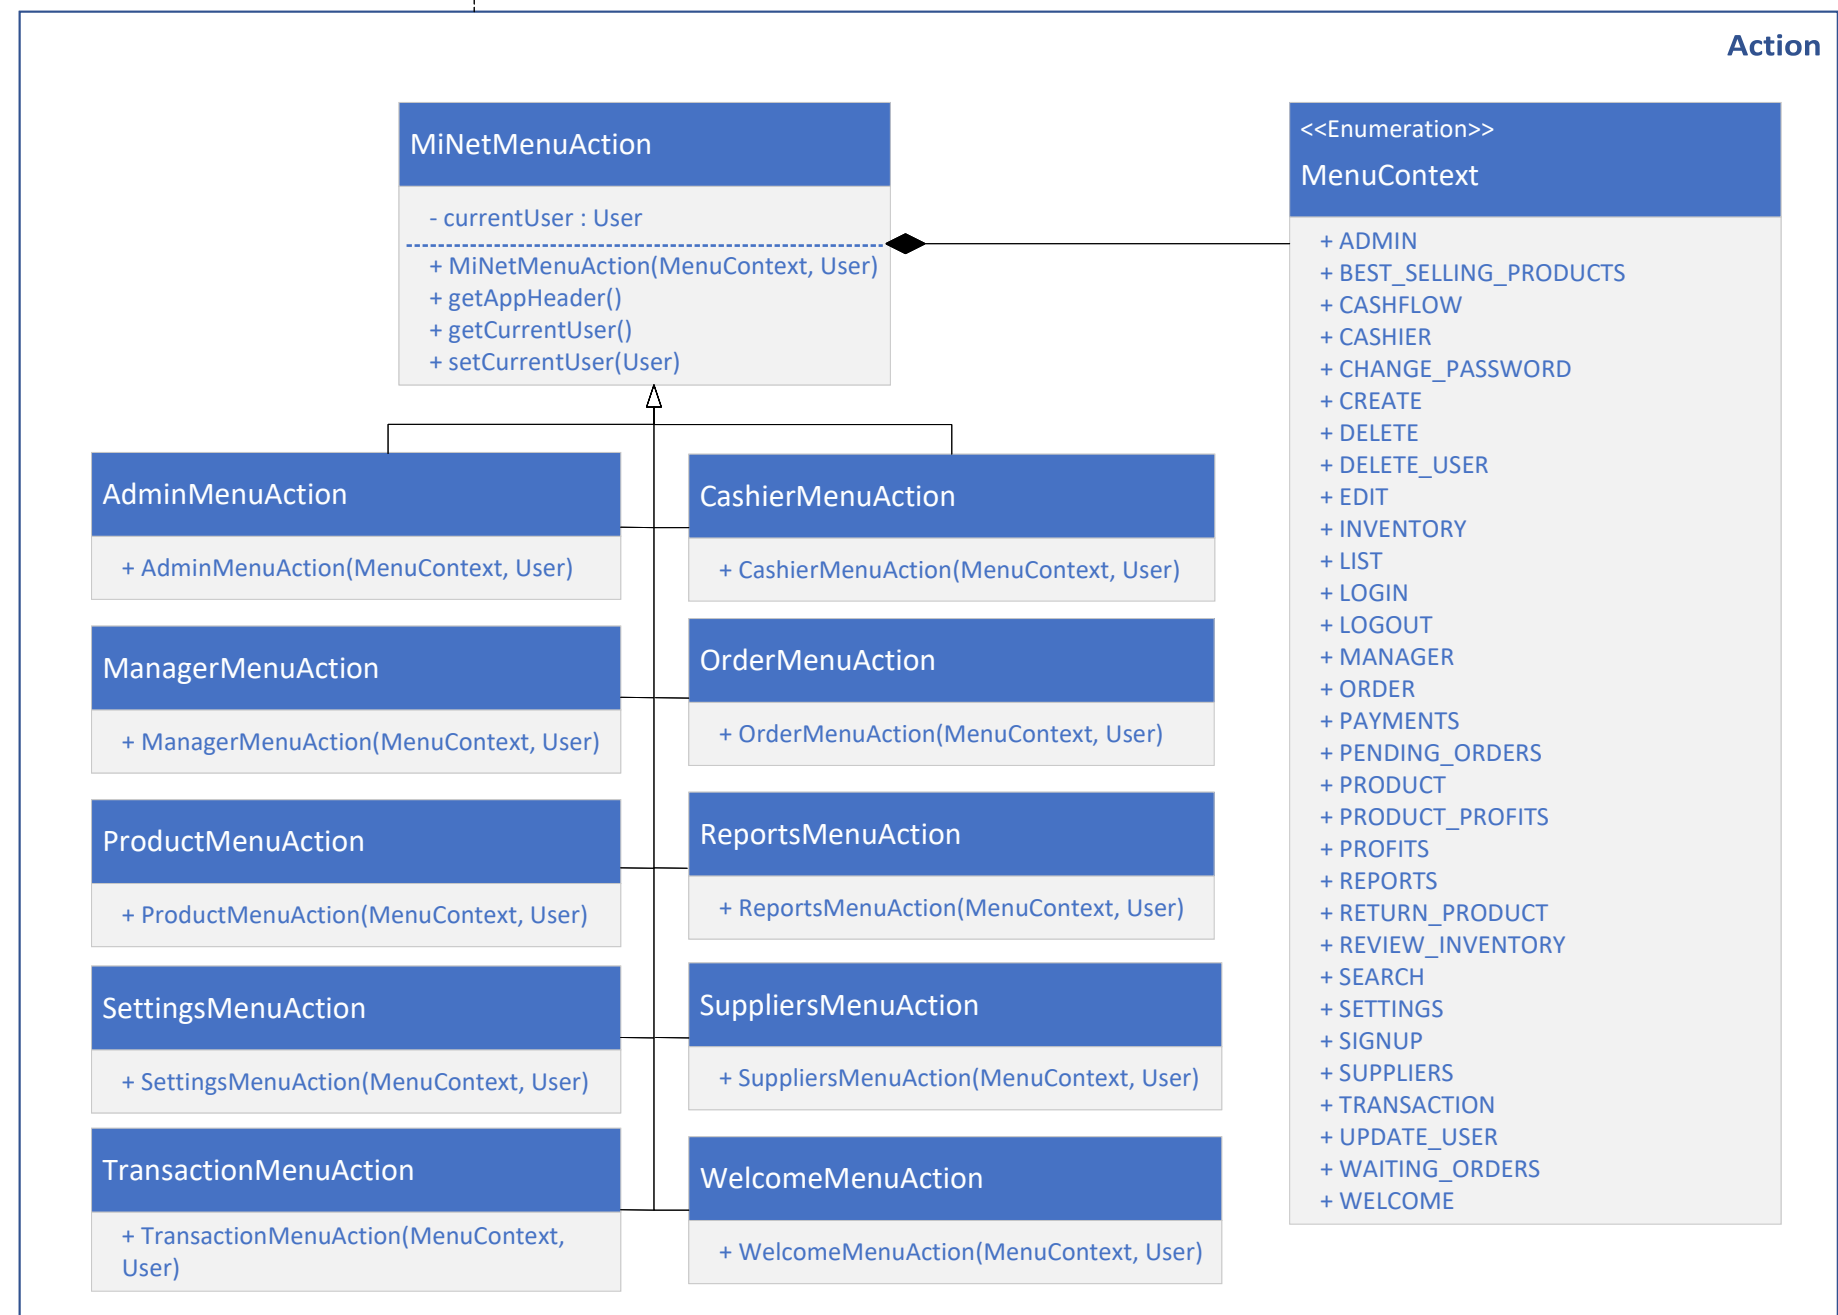 Action
MiNetMenuAction
- currentUser : User
+ MiNetMenuAction(MenuContext, User)
+ getAppHeader()
+ getCurrentUser()
+ setCurrentUser(User)
<<Enumeration>>
MenuContext
+ ADMIN
+ BEST_SELLING_PRODUCTS
+ CASHFLOW
+ CASHIER
+ CHANGE_PASSWORD
+ CREATE
+ DELETE
+ DELETE_USER
+ EDIT
+ INVENTORY
+ LIST
+ LOGIN
+ LOGOUT
+ MANAGER
+ ORDER
+ PAYMENTS
+ PENDING_ORDERS
+ PRODUCT
+ PRODUCT_PROFITS
+ PROFITS
+ REPORTS
+ RETURN_PRODUCT
+ REVIEW_INVENTORY
+ SEARCH
+ SETTINGS
+ SIGNUP
+ SUPPLIERS
+ TRANSACTION
+ UPDATE_USER
+ WAITING_ORDERS
+ WELCOME
AdminMenuAction
+ AdminMenuAction(MenuContext, User)
CashierMenuAction
+ CashierMenuAction(MenuContext, User)
ManagerMenuAction
+ ManagerMenuAction(MenuContext, User)
OrderMenuAction
+ OrderMenuAction(MenuContext, User)
ProductMenuAction
+ ProductMenuAction(MenuContext, User)
ReportsMenuAction
+ ReportsMenuAction(MenuContext, User)
SettingsMenuAction
+ SettingsMenuAction(MenuContext, User)
SuppliersMenuAction
+ SuppliersMenuAction(MenuContext, User)
TransactionMenuAction
+ TransactionMenuAction(MenuContext,
User)
WelcomeMenuAction
+ WelcomeMenuAction(MenuContext, User)